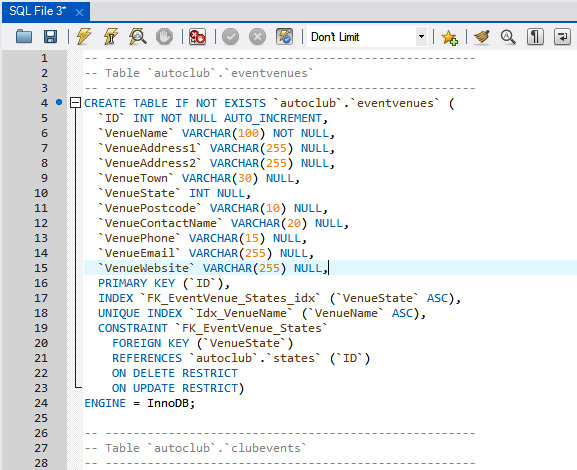 SQL File 3*
Don't Limit
1 -- -----------------------------------------------------
2 -- Table `autoclub`.`eventvenues`
3 -- -----------------------------------------------------
4 CREATE TABLE IF NOT EXISTS `autoclub`.`eventvenues` (
5 `ID` INT NOT NULL AUTO_INCREMENT,
6 `VenueName` VARCHAR(100) NOT NULL,
7 `VenueAddress1` VARCHAR(255) NULL,
8 `VenueAddress2` VARCHAR(255) NULL,
9 `VenueTown` VARCHAR(30) NULL,
10 `VenueState` INT NULL,
11 `VenuePostcode` VARCHAR(10) NULL,
12 `VenueContactName` VARCHAR(20) NULL,
13 `VenuePhone` VARCHAR(15) NULL,
14 `VenueEmail` VARCHAR(255) NULL,
15 `VenueWebsite` VARCHAR(255) NULL,
16 PRIMARY KEY (`ID`),
17 INDEX `FK_EventVenue_States_idx` (`VenueState` ASC),
18 UNIQUE INDEX `Idx_VenueName` (`VenueName` ASC),
19 CONSTRAINT `FK_EventVenue_States`
20 FOREIGN KEY (`VenueState`)
21 REFERENCES `autoclub`.`states` (`ID`)
22 ON DELETE RESTRICT
23 ON UPDATE RESTRICT)
24 ENGINE = InnoDB;
25
26 -- -----------------------------------------------------
27 -- Table `autoclub`.`clubevents`
28 -- -----------------------------------------------------